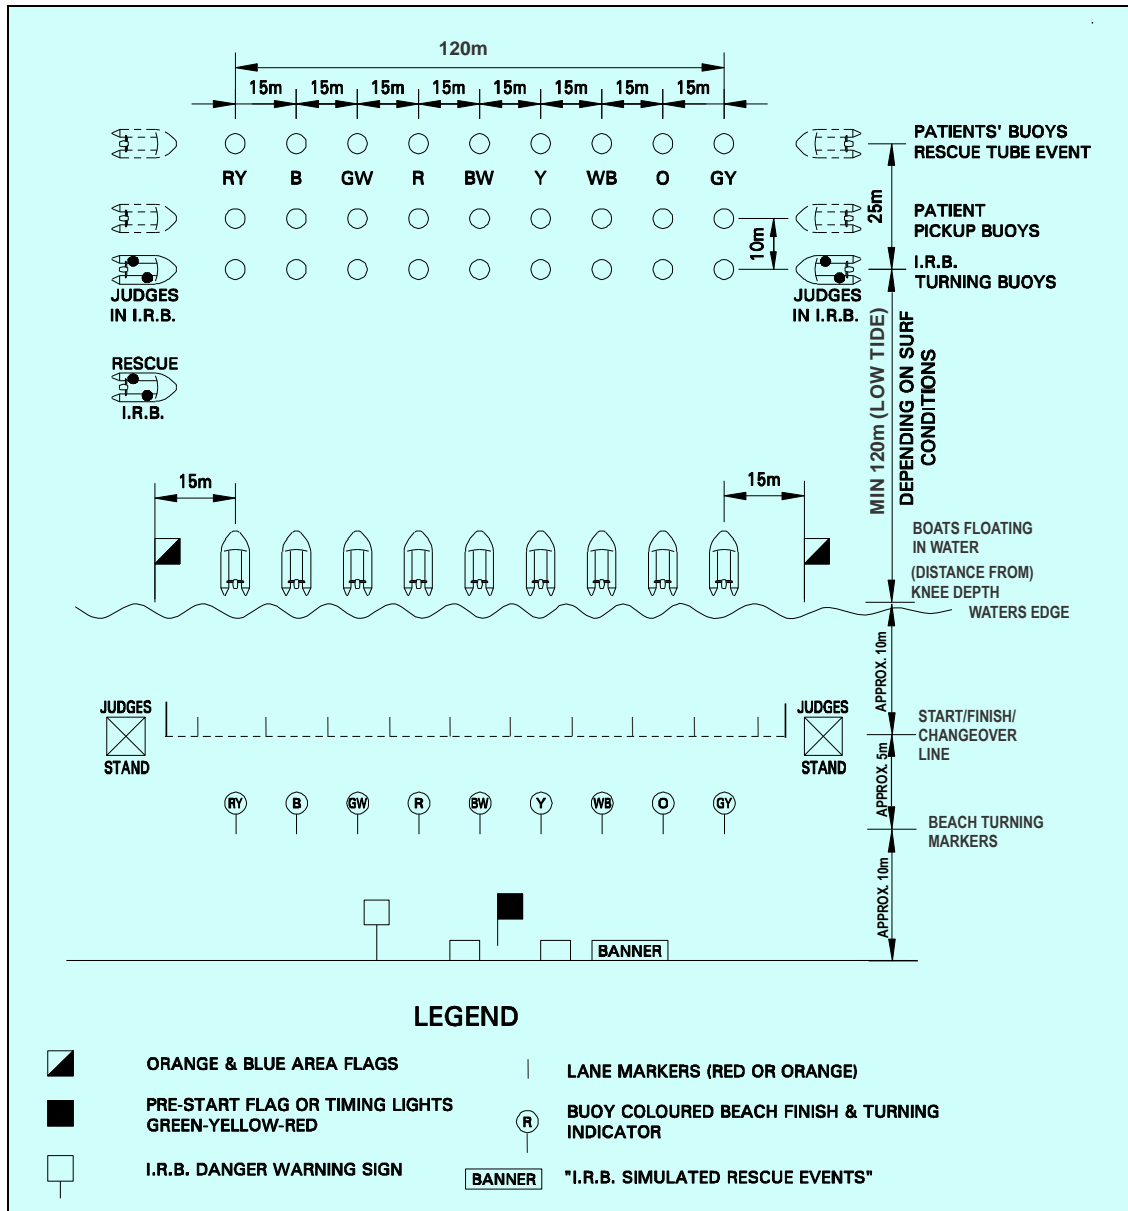 120m
15m 15m 15m 15m 15m 15m 15m 15m
PATIENTS' BUOYS
RESCUE TUBE EVENT
RY B GW R BW Y WB O GY
25m
PATIENT
PICKUP BUOYS
10m
I.R.B.
TURNING BUOYS
JUDGES
IN I.R.B.
JUDGES
IN I.R.B.
RESCUE
I.R.B.
MIN 120m (LOW TIDE)
DEPENDING ON SURF
CONDITIONS
15m
15m
BOATS FLOATING
IN WATER
(DISTANCE FROM)
KNEE DEPTH
WATERS EDGE
APPROX. 10m
JUDGES
STAND
JUDGES
STAND
START/FINISH/
CHANGEOVER
LINE
APPROX. 5m
RY B GW R BW Y WB O GY
BEACH TURNING
MARKERS
APPROX. 10m
BANNER
LEGEND
ORANGE & BLUE AREA FLAGS
LANE MARKERS (RED OR ORANGE)
PRE-START FLAG OR TIMING LIGHTS
GREEN-YELLOW-RED
R
BUOY COLOURED BEACH FINISH & TURNING
INDICATOR
I.R.B. DANGER WARNING SIGN
BANNER
"I.R.B. SIMULATED RESCUE EVENTS"